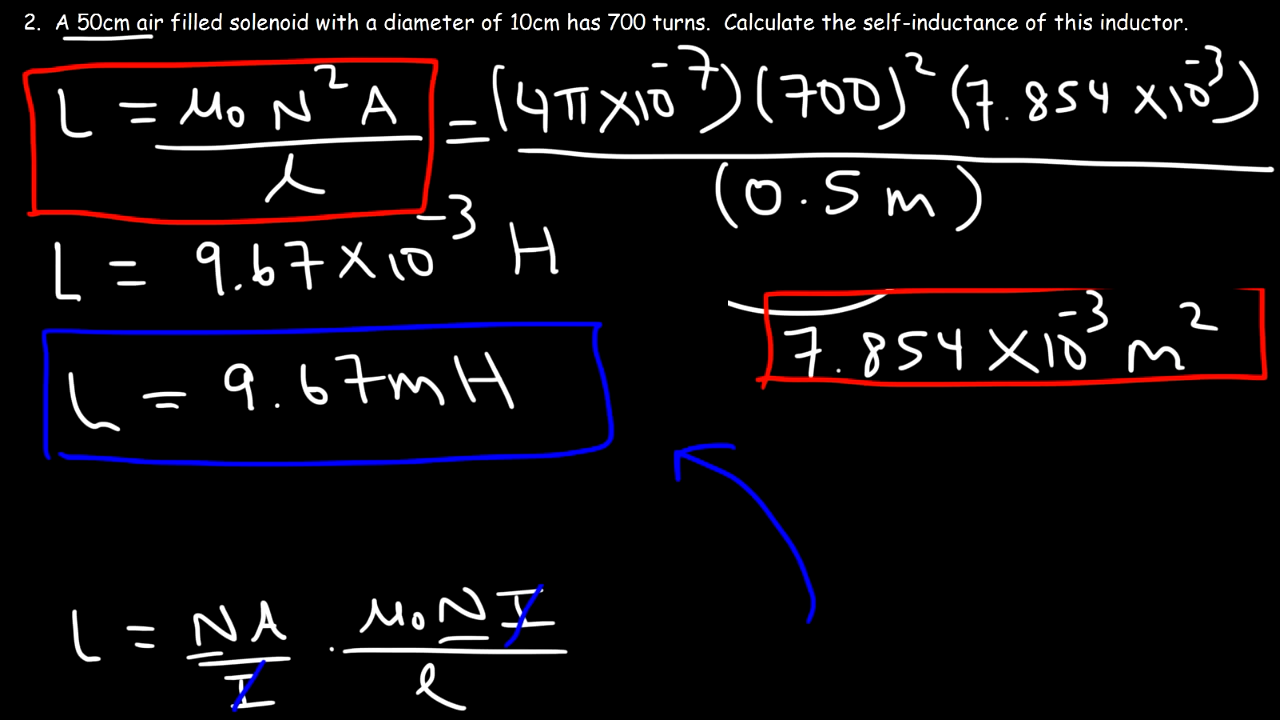 2. A 50cm air filled solenoid with a diameter of 10cm has 700 turns. Calculate the self-inductance of this inductor.
L = μ₀ N² A / l = (4π×10⁻⁷)(700)²(7.854 ×10⁻³) / (0.5 m)
L = 9.67×10⁻³ H
7.854 ×10⁻³ m²
L = 9.67mH
L = NA / I · μ₀NI / l